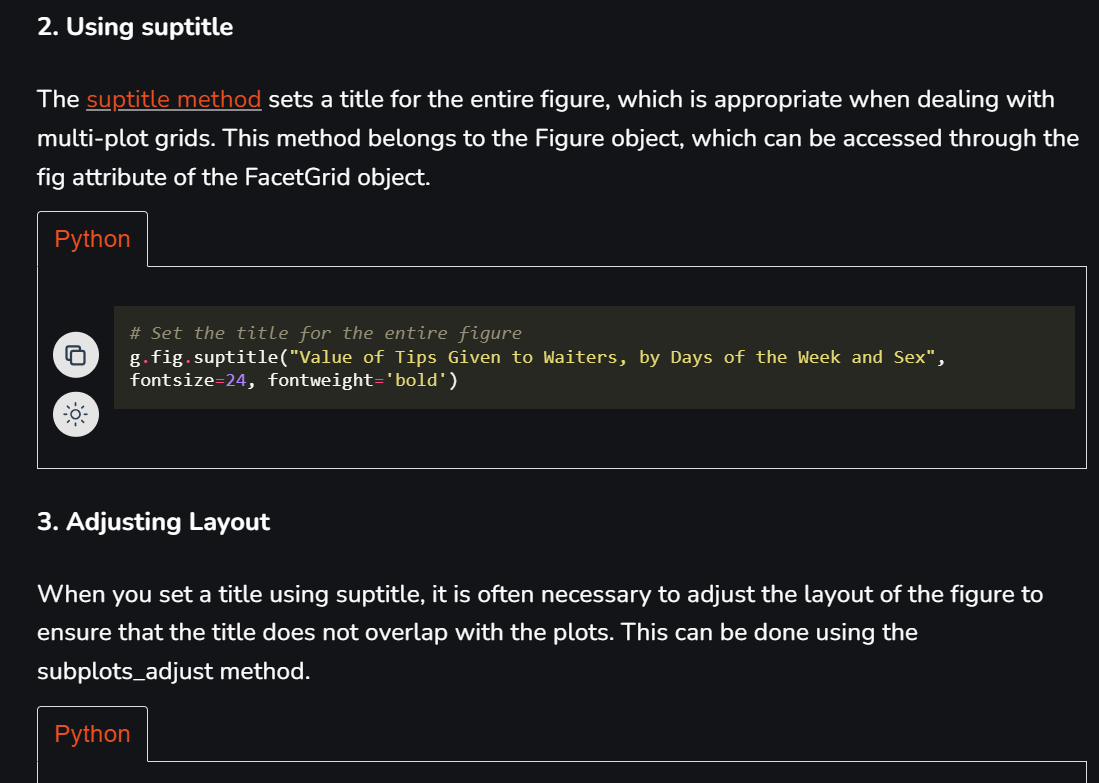 2. Using suptitle
The suptitle method sets a title for the entire figure, which is appropriate when dealing with
multi-plot grids. This method belongs to the Figure object, which can be accessed through the
fig attribute of the FacetGrid object.
Python
# Set the title for the entire figure
g.fig.suptitle("Value of Tips Given to Waiters, by Days of the Week and Sex",
fontsize=24, fontweight='bold')
3. Adjusting Layout
When you set a title using suptitle, it is often necessary to adjust the layout of the figure to
ensure that the title does not overlap with the plots. This can be done using the
subplots_adjust method.
Python